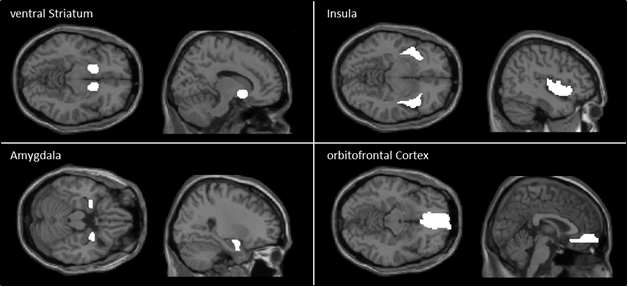 ventral Striatum
Insula
Amygdala
orbitofrontal Cortex